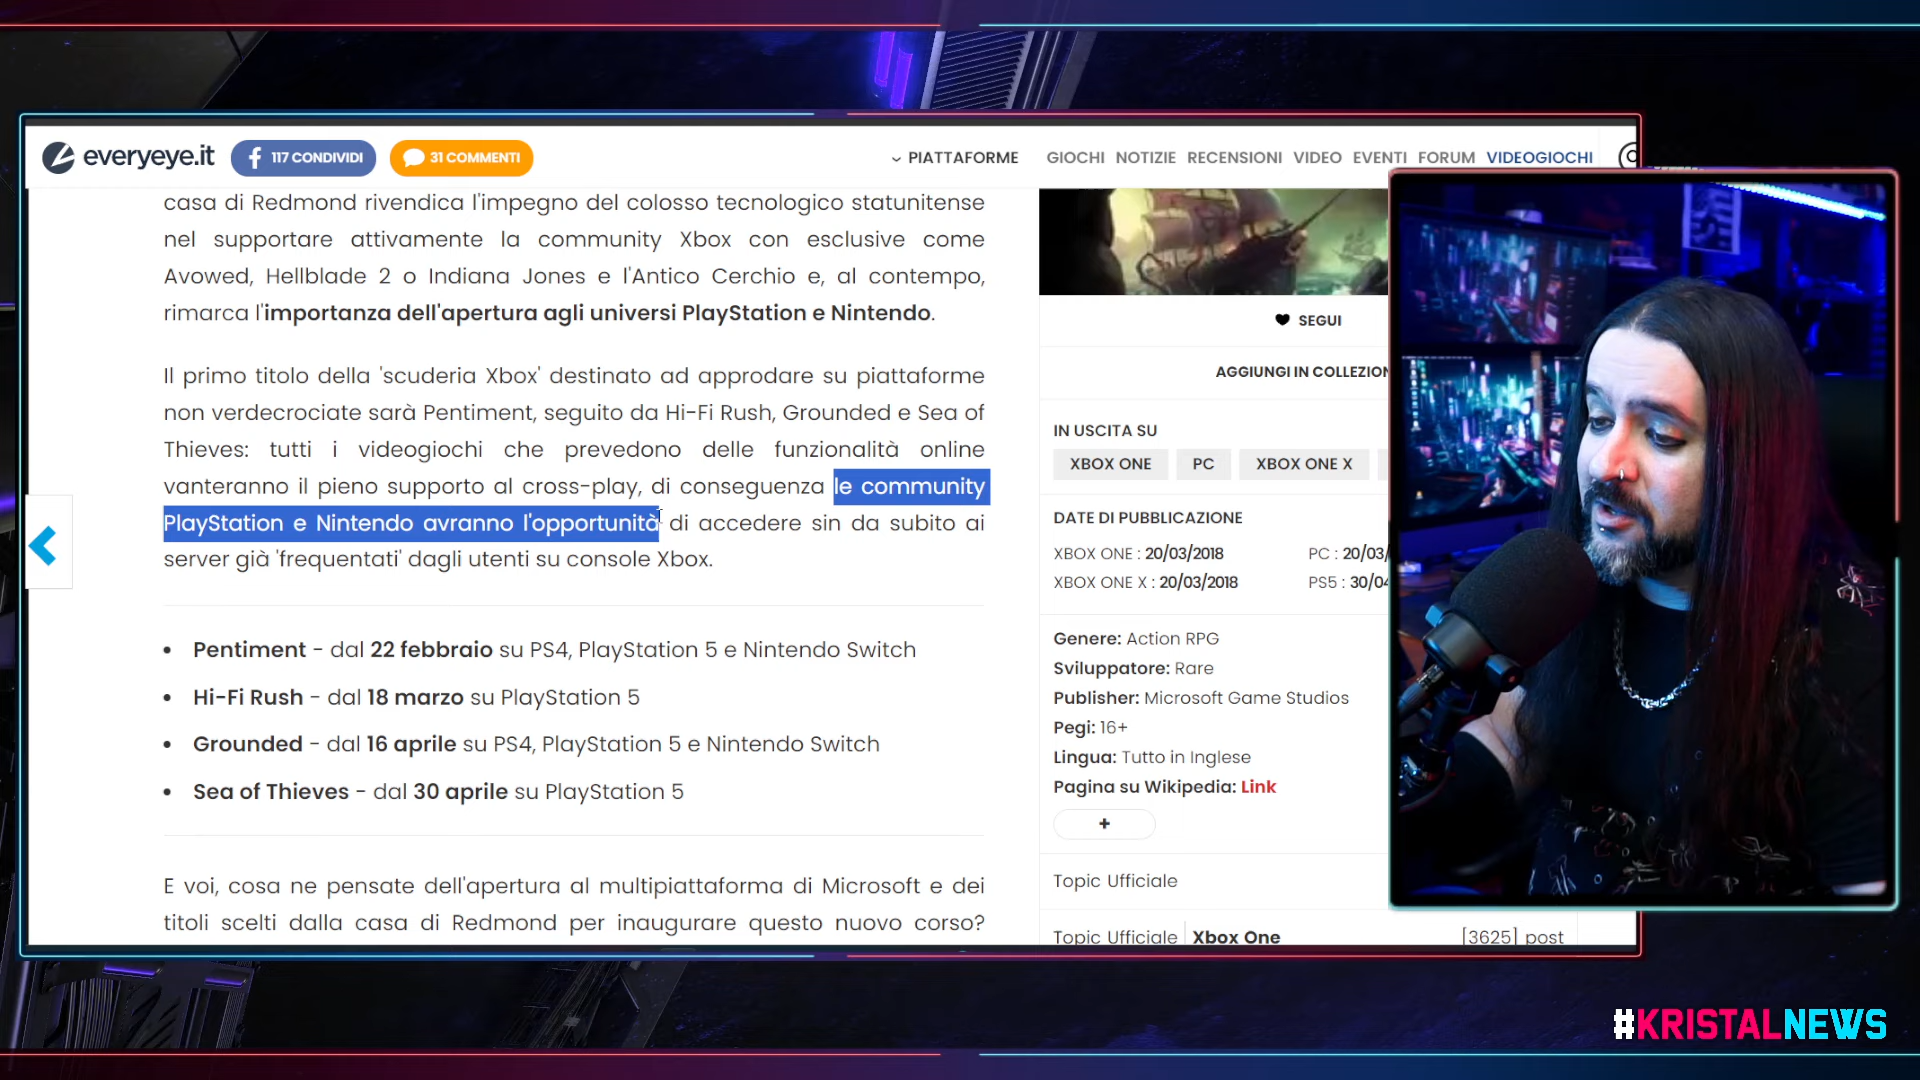 everyeye.it
117 CONDIVIDI
31 COMMENTI
PIATTAFORME
GIOCHI NOTIZIE RECENSIONI VIDEO EVENTI FORUM VIDEOGIOCHI
casa di Redmond rivendica l'impegno del colosso tecnologico statunitense
nel supportare attivamente la community Xbox con esclusive come
Avowed, Hellblade 2 o Indiana Jones e l'Antico Cerchio e, al contempo,
rimarca l'importanza dell'apertura agli universi PlayStation e Nintendo.
Il primo titolo della 'scuderia Xbox' destinato ad approdare su piattaforme
non verdecrociate sarà Pentiment, seguito da Hi-Fi Rush, Grounded e Sea of
Thieves: tutti i videogiochi che prevedono delle funzionalità online
vanteranno il pieno supporto al cross-play, di conseguenza le community
PlayStation e Nintendo avranno l'opportunità di accedere sin da subito ai
server già 'frequentati' dagli utenti su console Xbox.
• Pentiment - dal 22 febbraio su PS4, PlayStation 5 e Nintendo Switch
• Hi-Fi Rush - dal 18 marzo su PlayStation 5
• Grounded - dal 16 aprile su PS4, PlayStation 5 e Nintendo Switch
• Sea of Thieves - dal 30 aprile su PlayStation 5
E voi, cosa ne pensate dell'apertura al multipiattaforma di Microsoft e dei
titoli scelti dalla casa di Redmond per inaugurare questo nuovo corso?
SEGUI
AGGIUNGI IN COLLEZION
IN USCITA SU
XBOX ONE PC XBOX ONE X
DATE DI PUBBLICAZIONE
XBOX ONE : 20/03/2018 PC : 20/03/
XBOX ONE X : 20/03/2018 PS5 : 30/04
Genere: Action RPG
Sviluppatore: Rare
Publisher: Microsoft Game Studios
Pegi: 16+
Lingua: Tutto in Inglese
Pagina su Wikipedia: Link
+
Topic Ufficiale
Topic Ufficiale Xbox One [3625] post
#KRISTALNEWS